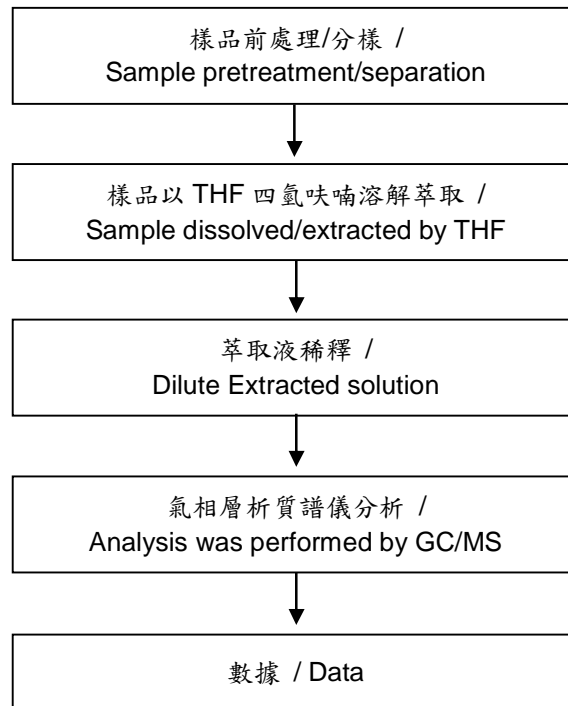 樣品前處理/分樣 /
Sample pretreatment/separation
樣品以 THF 四氫呋喃溶解萃取 /
Sample dissolved/extracted by THF
萃取液稀釋 /
Dilute Extracted solution
氣相層析質譜儀分析 /
Analysis was performed by GC/MS
數據 / Data